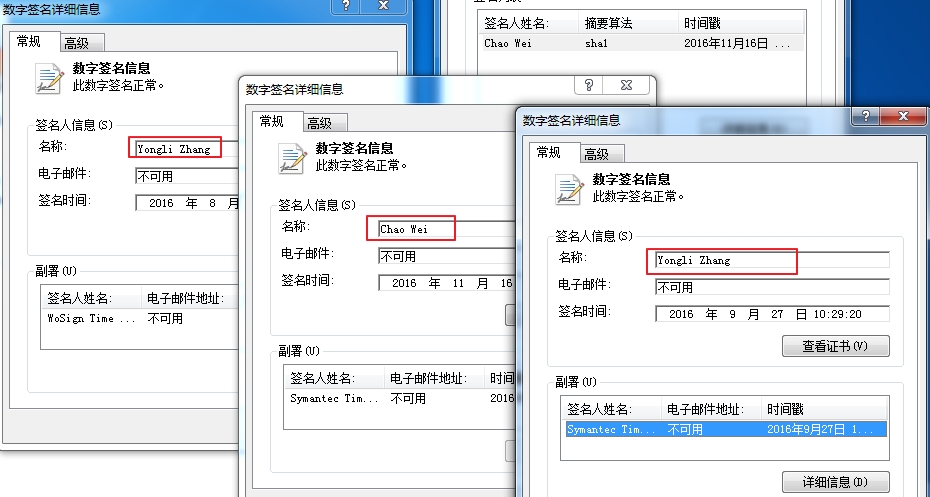 数字签名详细信息
常规 高级
数字签名信息
此数字签名正常。
签名人信息(S)
名称: Yongli Zhang
电子邮件: 不可用
签名时间: 2016 年 8 月
副署(U)
签名人姓名: 电子邮件地址:
WoSign Time ... 不可用
签名人姓名: 摘要算法 时间戳
Chao Wei sha1 2016年11月16日 ...
数字签名详细信息
常规 高级
数字签名信息
此数字签名正常。
签名人信息(S)
名称: Chao Wei
电子邮件: 不可用
签名时间: 2016 年 11 月 16
副署(U)
签名人姓名: 电子邮件地址: 时间
Symantec Tim... 不可用 2016
数字签名详细信息
常规 高级
数字签名信息
此数字签名正常。
签名人信息(S)
名称: Yongli Zhang
电子邮件: 不可用
签名时间: 2016 年 9 月 27 日 10:29:20
查看证书(V)
副署(U)
签名人姓名: 电子邮件地址: 时间戳
Symantec Tim... 不可用 2016年9月27日 1...
详细信息(D)